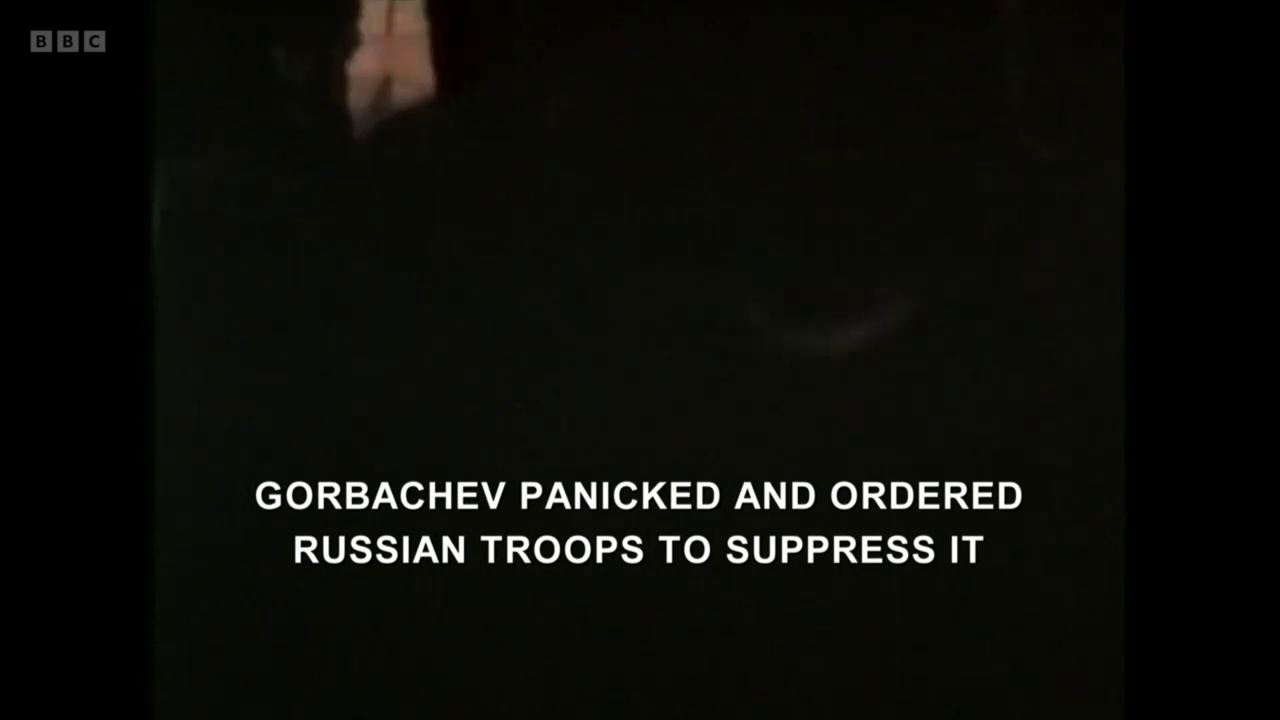 BBC
GORBACHEV PANICKED AND ORDERED
RUSSIAN TROOPS TO SUPPRESS IT